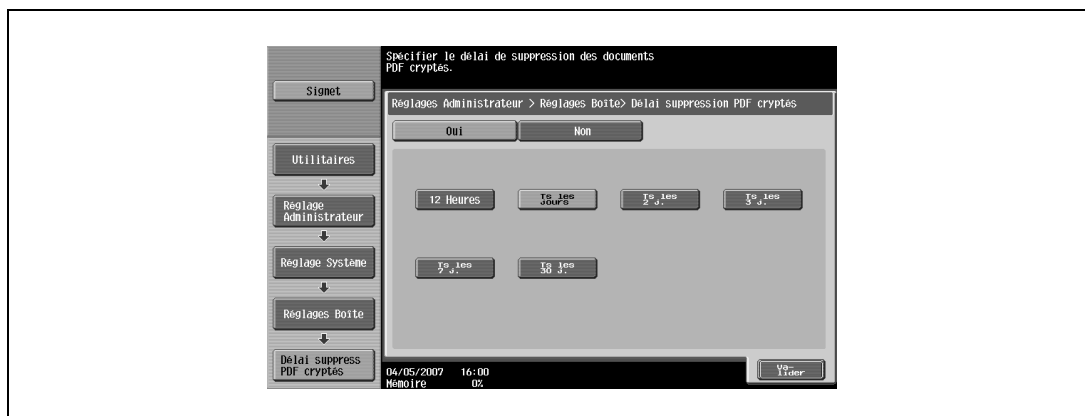 Spécifier le délai de suppression des documents
PDF cryptés.
Signet
Réglages Administrateur > Réglages Boîte> Délai suppression PDF cryptés
Oui
Non
Utilitaires
12 Heures
Ts les
Jours
Ts les
2 J.
Ts les
3 J.
Réglage
Administrateur
Réglage Système
Ts les
7 J.
Ts les
30 J.
Réglages Boîte
Délai suppress
PDF cryptés
04/05/2007 16:00
Mémoire 0%
Va-
lider